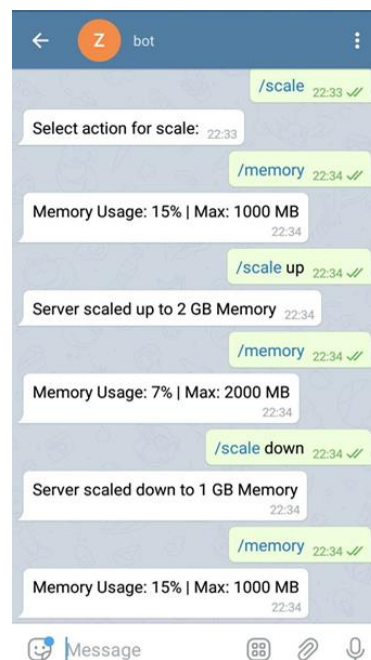 Z bot
/scale 22:33
Select action for scale: 22:33
/memory 22:34
Memory Usage: 15% | Max: 1000 MB
22:34
/scale up 22:34
Server scaled up to 2 GB Memory 22:34
/memory 22:34
Memory Usage: 7% | Max: 2000 MB
22:34
/scale down 22:34
Server scaled down to 1 GB Memory
22:34
/memory 22:34
Memory Usage: 15% | Max: 1000 MB
22:34
Message